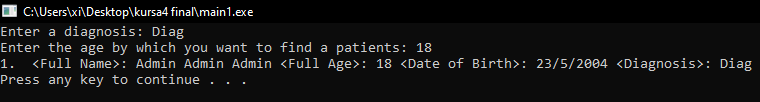 C:\Users\xi\Desktop\kursa4 final\main1.exe
Enter a diagnosis: Diag
Enter the age by which you want to find a patients: 18
1.  <Full Name>: Admin Admin Admin <Full Age>: 18 <Date of Birth>: 23/5/2004 <Diagnosis>: Diag
Press any key to continue . . .